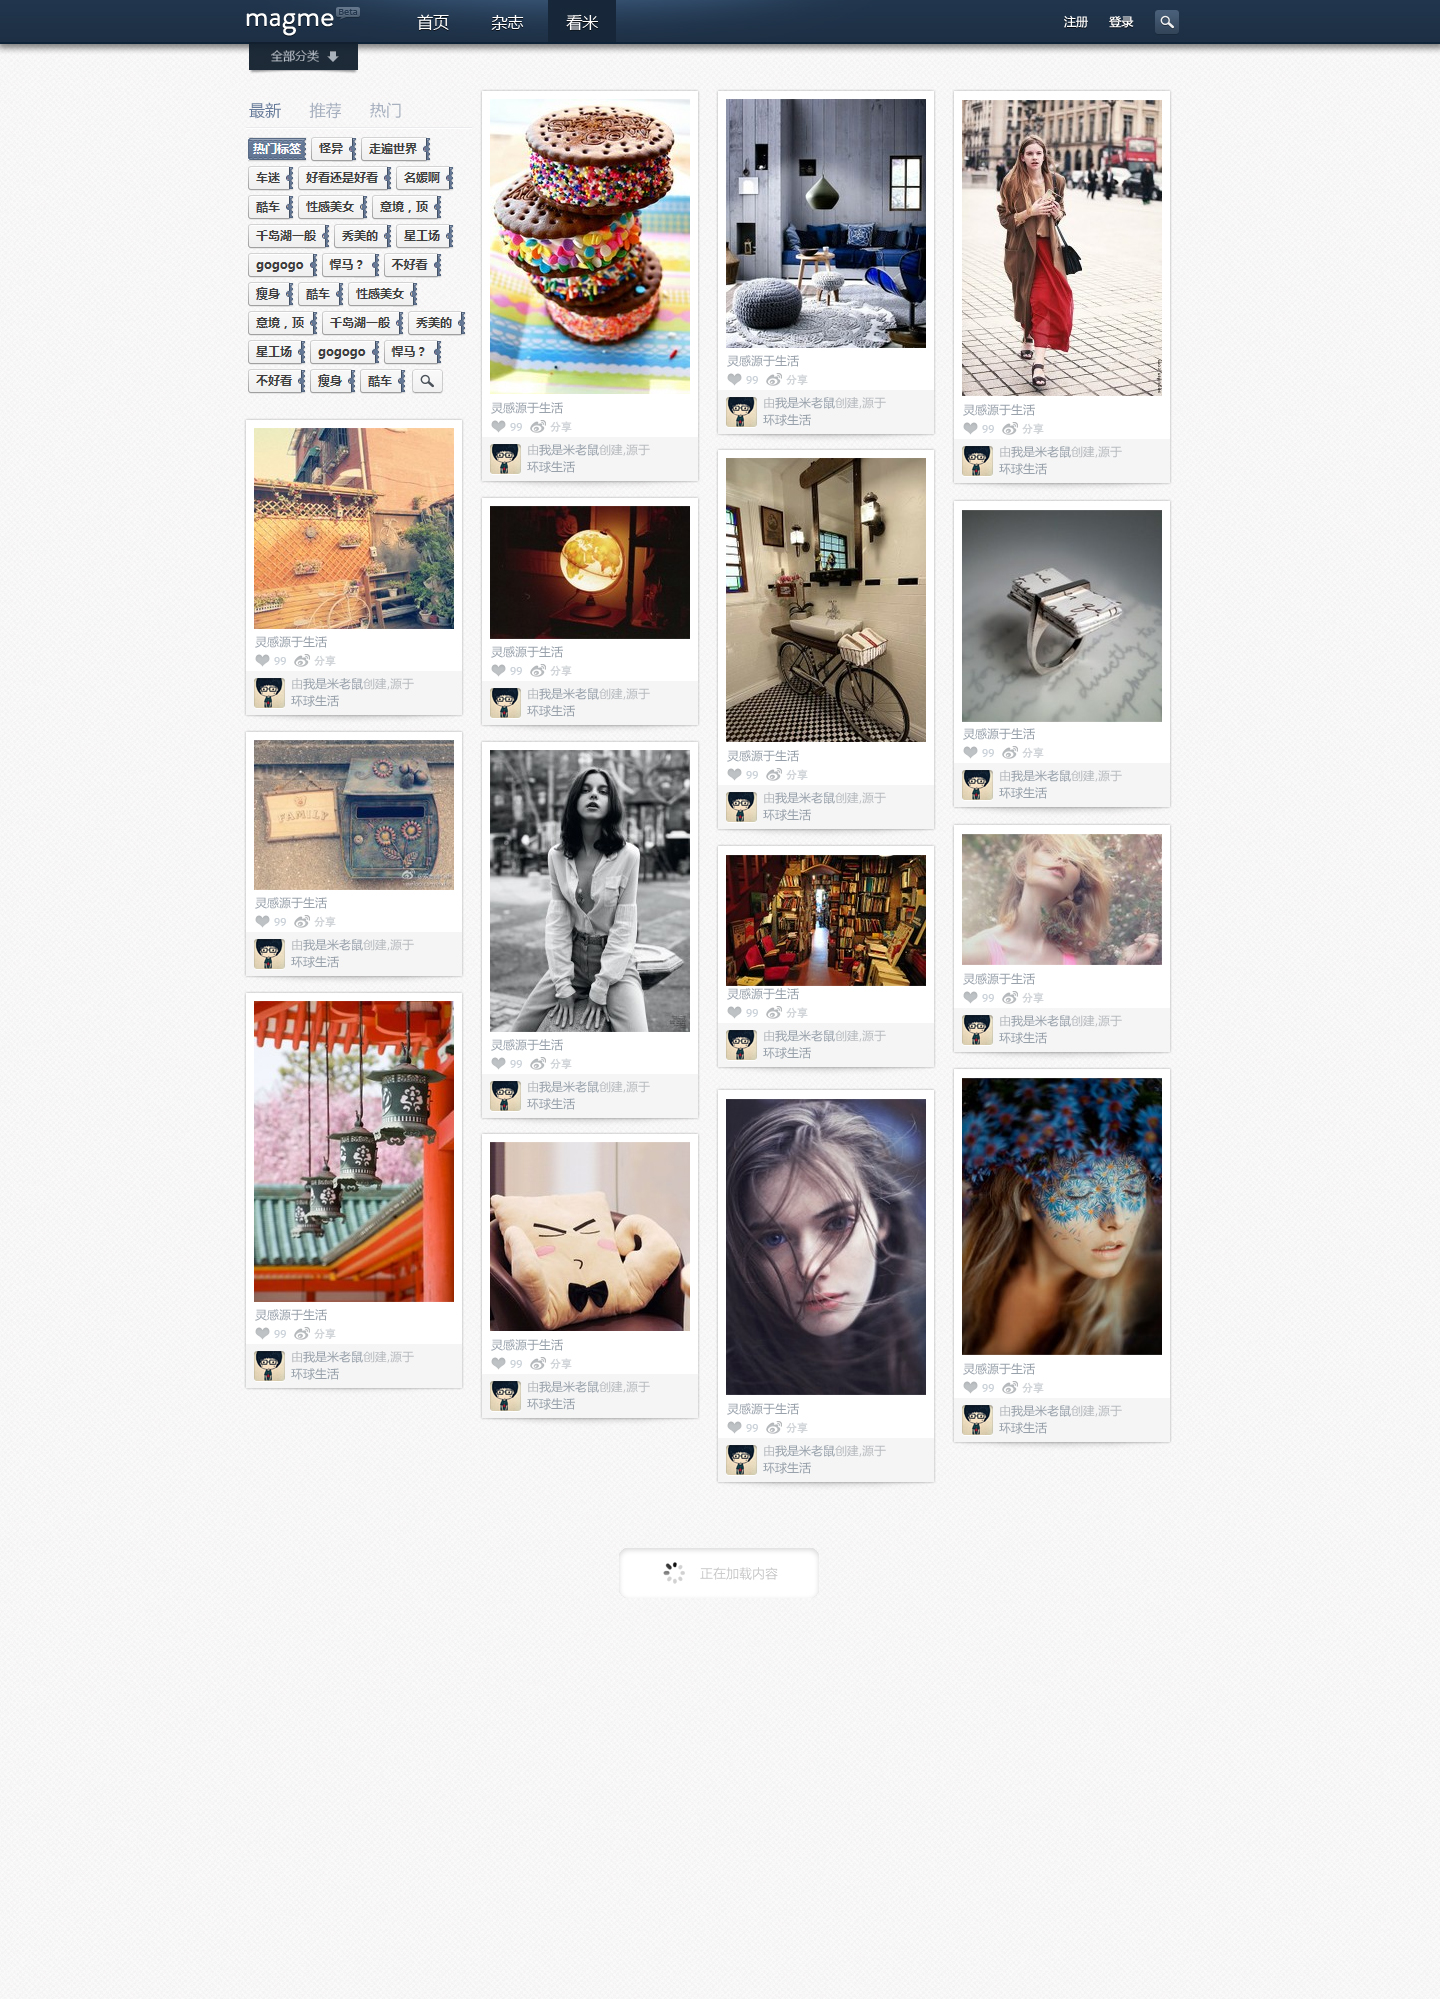 magme Beta
首页 杂志 看米
注册 登录
全部分类
最新 推荐 热门
热门标签 怪异 走遍世界
车迷 好看还是好看 名媛啊
酷车 性感美女 意境，顶
千岛湖一般 秀美的 星工场
gogogo 悍马？ 不好看
瘦身 酷车 性感美女
意境，顶 千岛湖一般 秀美的
星工场 gogogo 悍马？
不好看 瘦身 酷车
灵感源于生活
99 分享
由我是米老鼠创建,源于
环球生活
FAMILY
灵感源于生活
99 分享
由我是米老鼠创建,源于
环球生活
灵感源于生活
99 分享
由我是米老鼠创建,源于
环球生活
灵感源于生活
99 分享
由我是米老鼠创建,源于
环球生活
灵感源于生活
99 分享
由我是米老鼠创建,源于
环球生活
灵感源于生活
99 分享
由我是米老鼠创建,源于
环球生活
灵感源于生活
99 分享
由我是米老鼠创建,源于
环球生活
灵感源于生活
99 分享
由我是米老鼠创建,源于
环球生活
灵感源于生活
99 分享
由我是米老鼠创建,源于
环球生活
灵感源于生活
99 分享
由我是米老鼠创建,源于
环球生活
灵感源于生活
99 分享
由我是米老鼠创建,源于
环球生活
灵感源于生活
99 分享
由我是米老鼠创建,源于
环球生活
directly to
灵感源于生活
99 分享
由我是米老鼠创建,源于
环球生活
灵感源于生活
99 分享
由我是米老鼠创建,源于
环球生活
灵感源于生活
99 分享
由我是米老鼠创建,源于
环球生活
正在加载内容